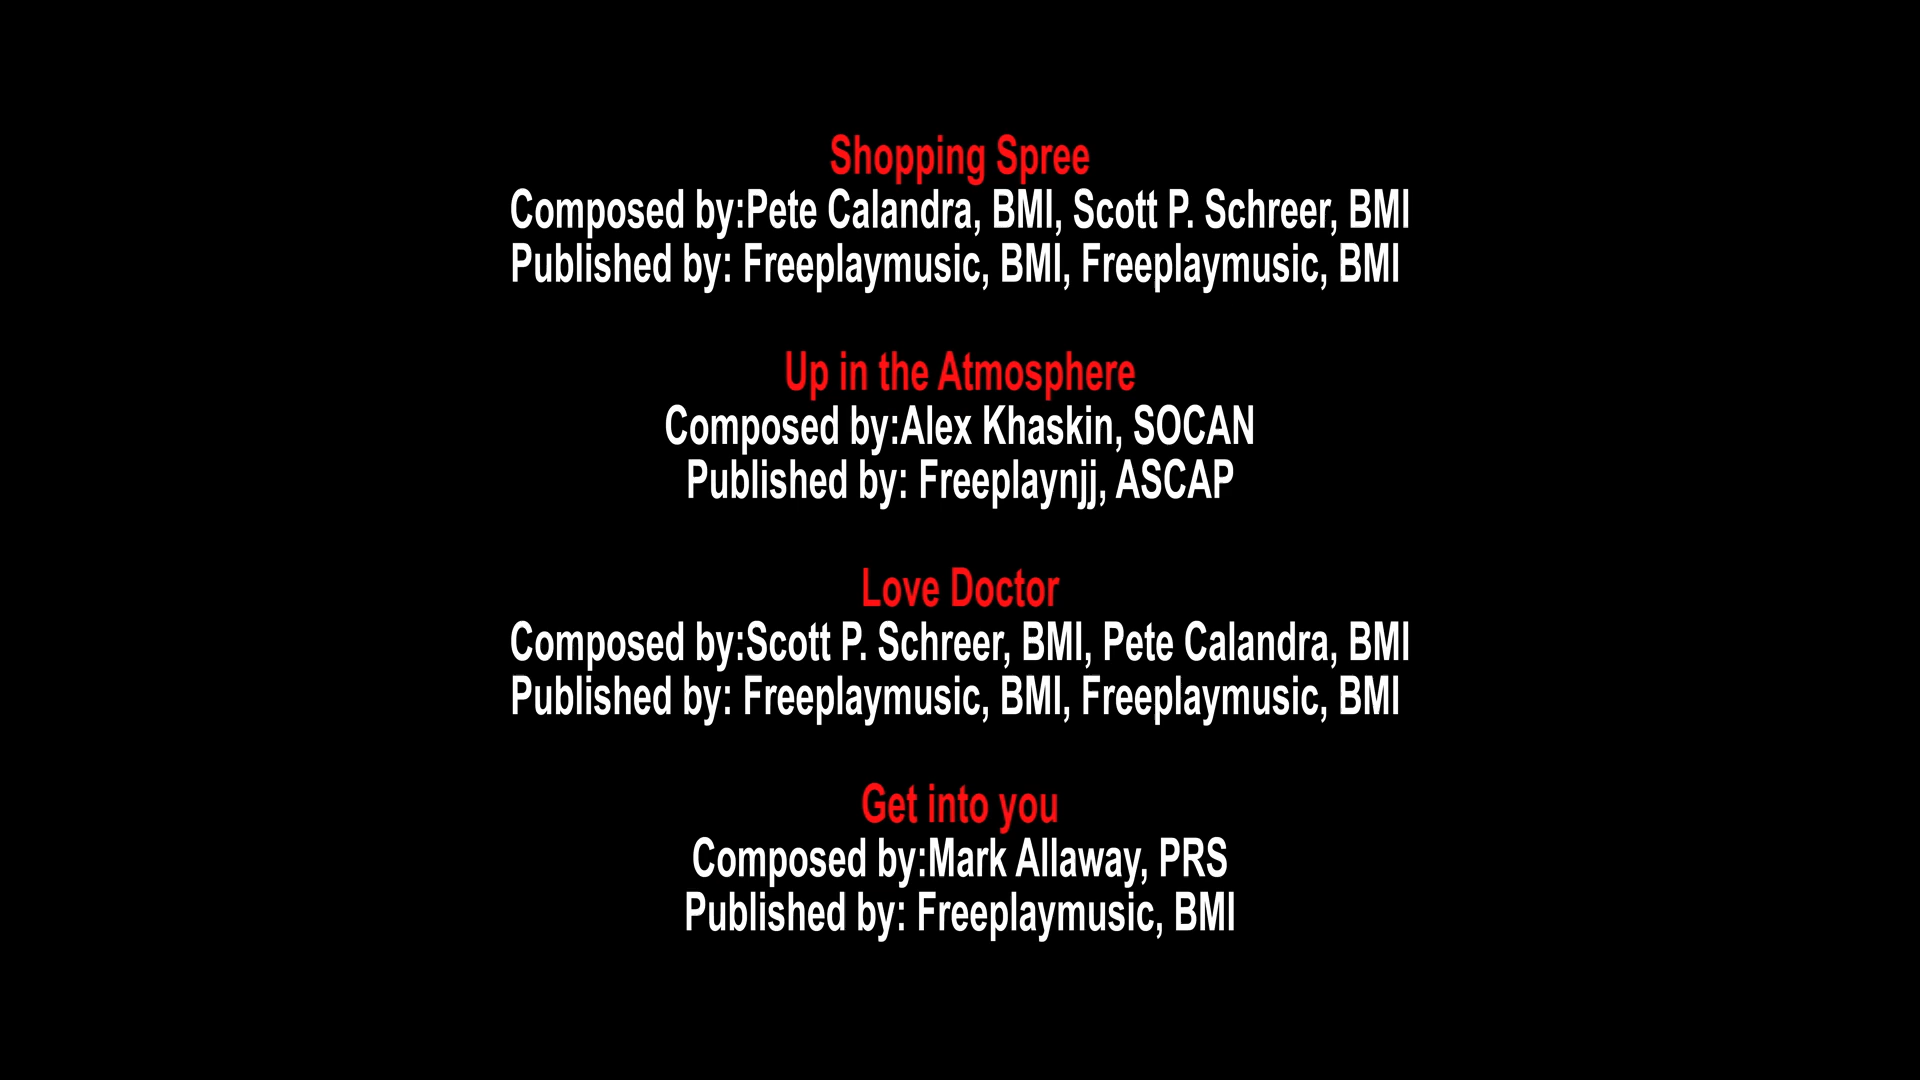 Shopping Spree
Composed by:Pete Calandra, BMI, Scott P. Schreer, BMI
Published by: Freeplaymusic, BMI, Freeplaymusic, BMI
Up in the Atmosphere
Composed by:Alex Khaskin, SOCAN
Published by: Freeplaynjj, ASCAP
Love Doctor
Composed by:Scott P. Schreer, BMI, Pete Calandra, BMI
Published by: Freeplaymusic, BMI, Freeplaymusic, BMI
Get into you
Composed by:Mark Allaway, PRS
Published by: Freeplaymusic, BMI